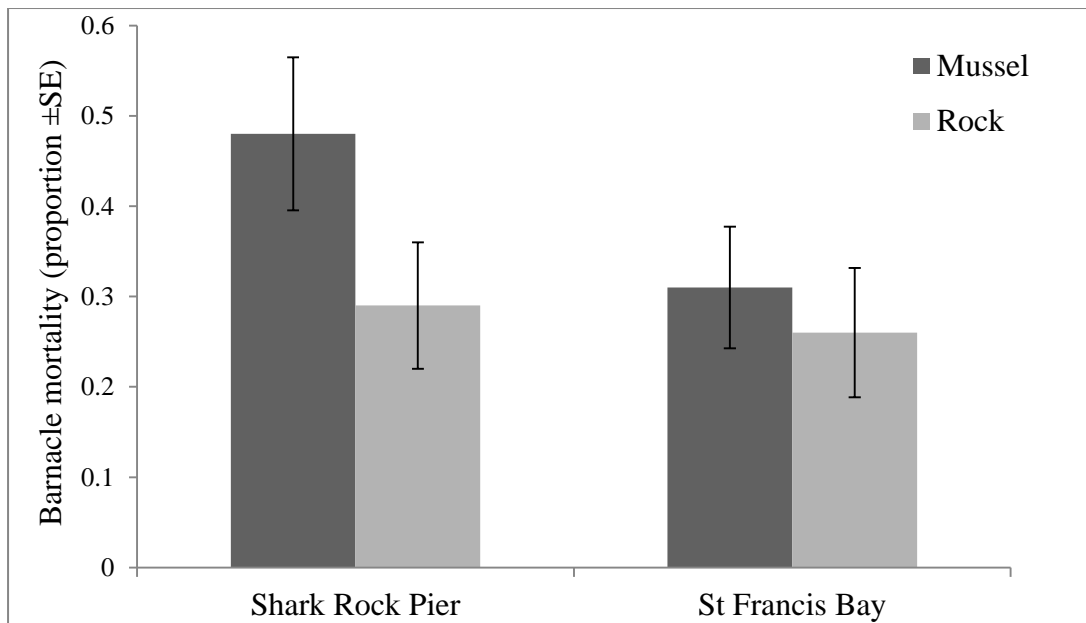 Barnacle mortality (proportion ±SE)
0.6
0.5
0.4
0.3
0.2
0.1
0
Mussel
Rock
Shark Rock Pier
St Francis Bay